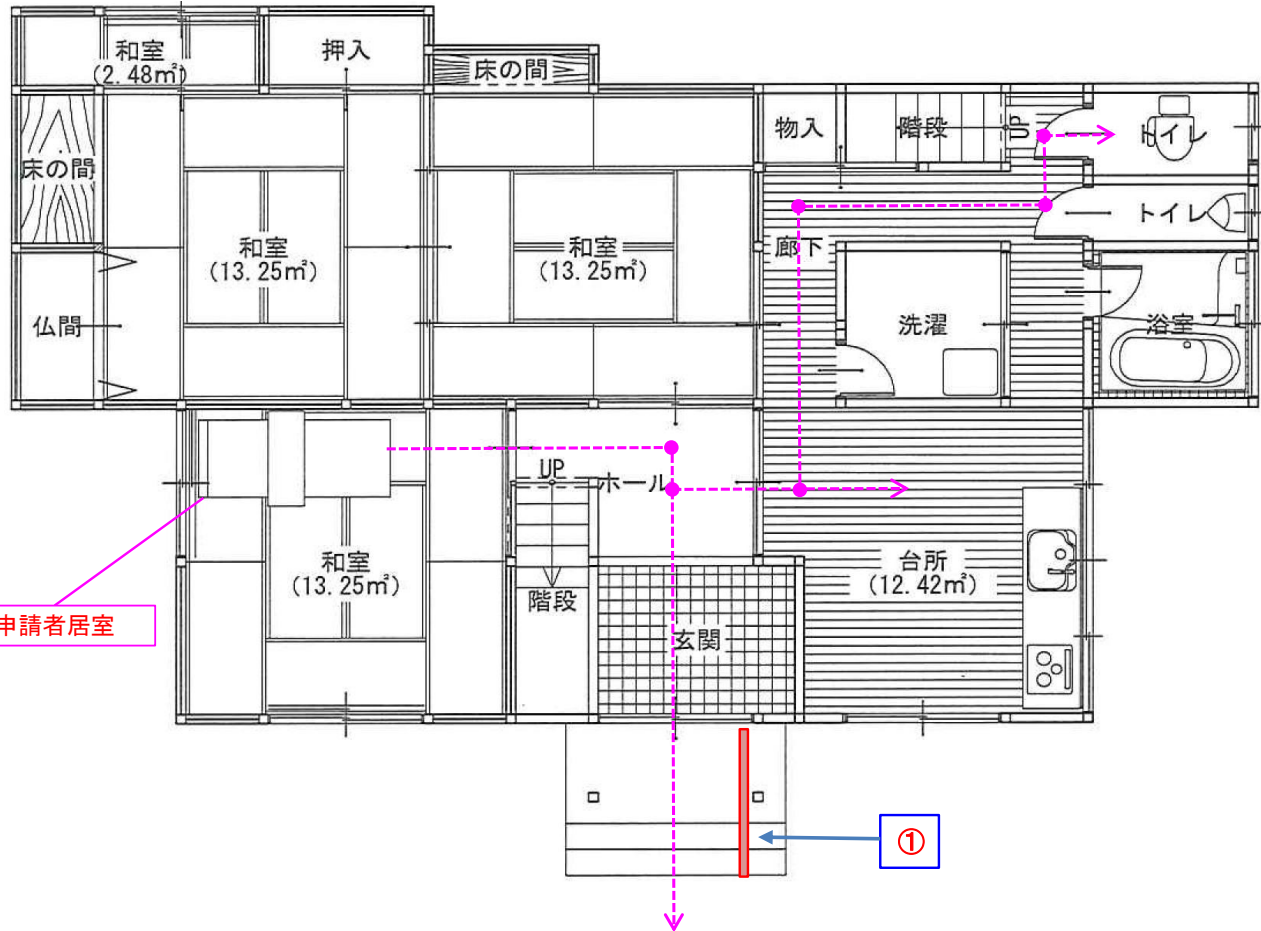 和室
(2.48㎡)
押入
床の間
物入
階段
UP
トイレ
床の間
和室
(13.25㎡)
和室
(13.25㎡)
トイレ
廊下
仏間
洗濯
浴室
UP
ホール
和室
(13.25㎡)
台所
(12.42㎡)
階段
申請者居室
玄関
①